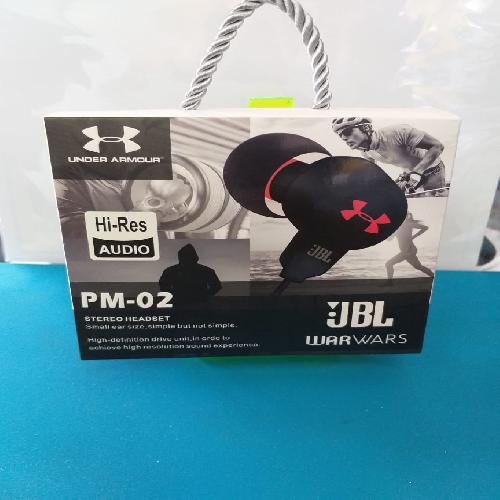 UNDER ARMOUR
Hi-Res
AUDIO
JBL
PM-02
STEREO HEADSET
Small ear size, simple but not simple.
High-definition drive unit, in orde to
achieve high resolution sound experience.
JBL
WARWARS